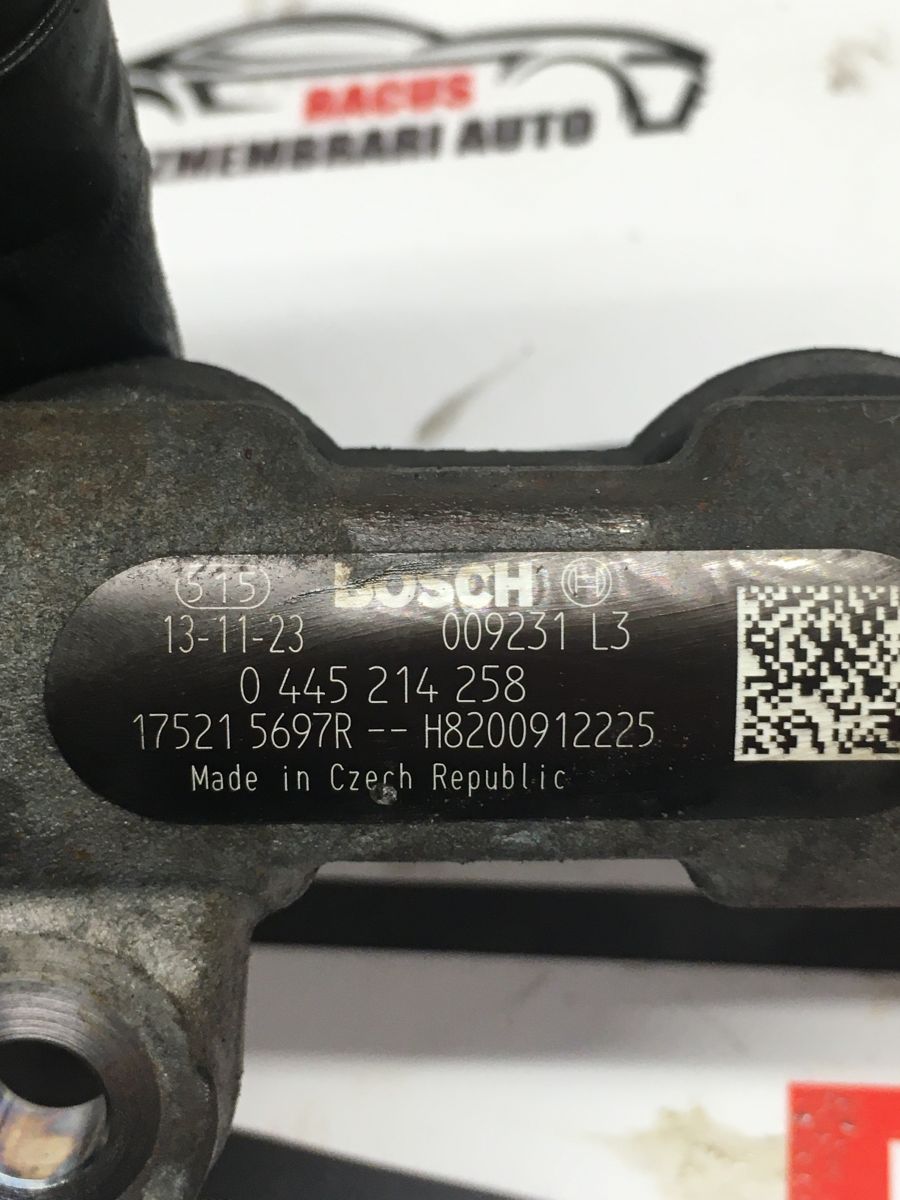 RACUS
ZMEMBRARI AUTO
515 BOSCH
13-11-23 009231 L3
0 445 214 258
17521 5697R -- H8200912225
Made in Czech Republic